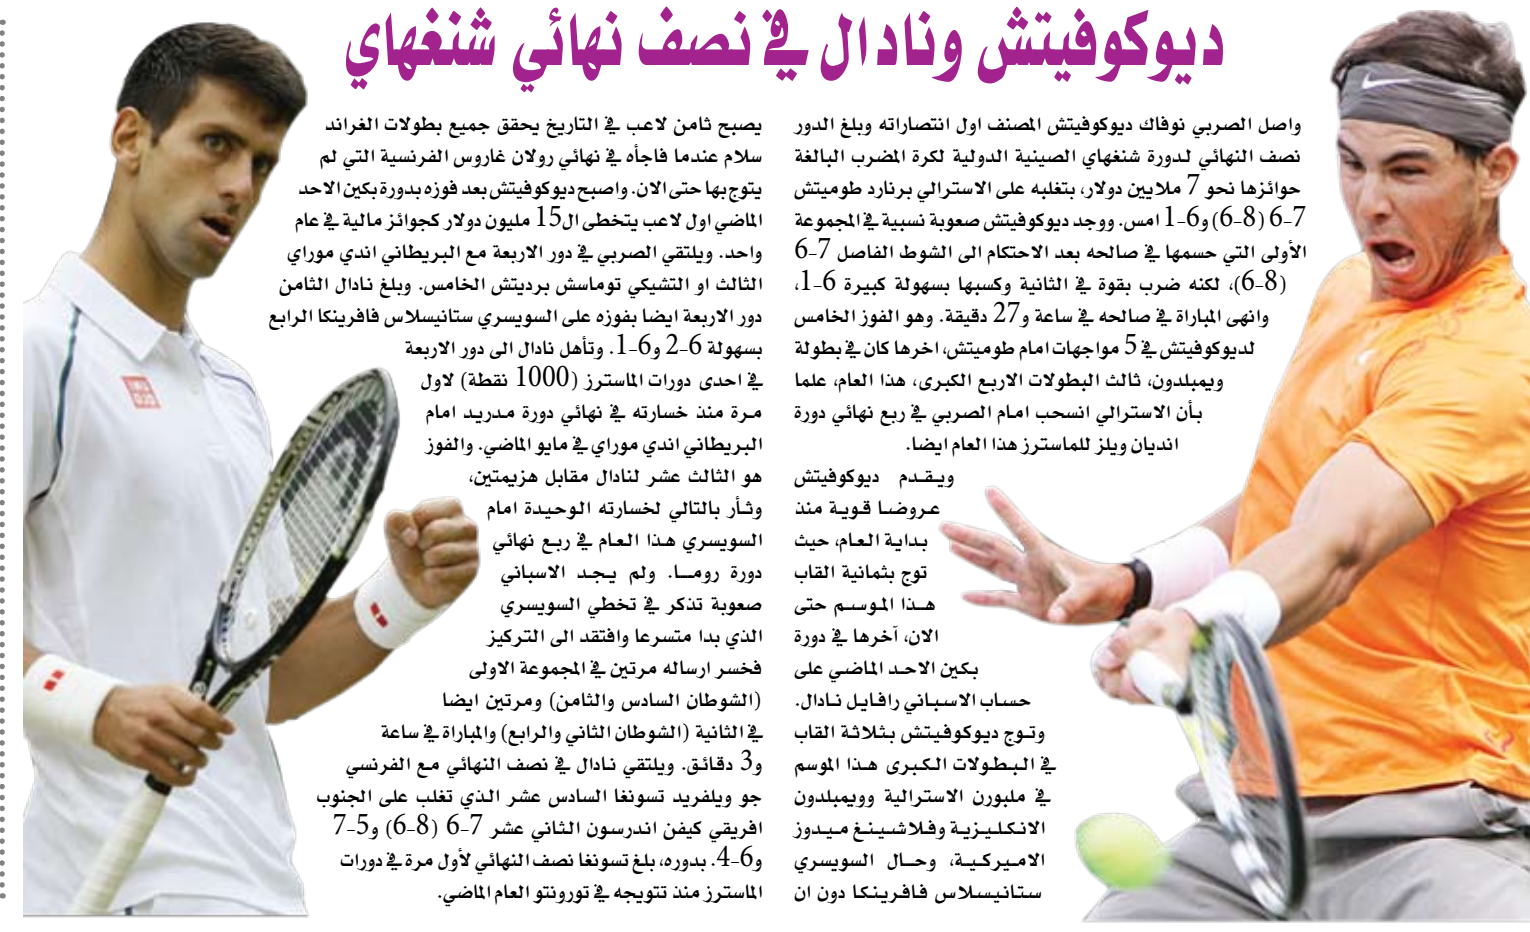 ديوكوفيتش ونادال في نصف نهائي شنغهاي
واصل الصربي نوفاك ديوكوفيتش المصنف اول انتصاراته وبلغ الدور
نصف النهائي لدورة شنغهاي الصينية الدولية لكرة المضرب البالغة
حوائزها نحو 7 ملايين دولار، بتغلبه على الاسترالي برنارد طوميتش
7-6 (8-6) و6-1 امس. ووجد ديوكوفيتش صعوبة نسبية في المجموعة
الأولى التي حسمها في صالحه بعد الاحتكام الى الشوط الفاصل 7-6
(8-6)، لكنه ضرب بقوة في الثانية وكسبها بسهولة كبيرة 6-1،
وانهى المباراة في صالحه في ساعة و27 دقيقة. وهو الفوز الخامس
لديوكوفيتش في 5 مواجهات امام طوميتش، اخرها كان في بطولة
ويمبلدون، ثالث البطولات الاربع الكبرى، هذا العام، علما
بأن الاسترالي انسحب امام الصربي في ربع نهائي دورة
انديان ويلز للماسترز هذا العام ايضا.
ويقدم ديوكوفيتش
عروضا قوية منذ
بداية العام، حيث
توج بثمانية القاب
هذا الموسم حتى
الان، آخرها في دورة
بكين الاحد الماضي على
حساب الاسباني رافايل نادال.
وتوج ديوكوفيتش بثلاثة القاب
في البطولات الكبرى هذا الموسم
في ملبورن الاسترالية وويمبلدون
الانكليزية وفلاشينغ ميدوز
الاميركية، وحال السويسري
ستانيسلاس فافرينكا دون ان
يصبح ثامن لاعب في التاريخ يحقق جميع بطولات الغراند
سلام عندما فاجأه في نهائي رولان غاروس الفرنسية التي لم
يتوج بها حتى الان. واصبح ديوكوفيتش بعد فوزه بدورة بكين الاحد
الماضي اول لاعب يتخطى ال15 مليون دولار كجوائز مالية في عام
واحد. ويلتقي الصربي في دور الاربعة مع البريطاني اندي موراي
الثالث او التشيكي توماسش برديتش الخامس. وبلغ نادال الثامن
دور الاربعة ايضا بفوزه على السويسري ستانيسلاس فافرينكا الرابع
بسهولة 6-2 و6-1. وتأهل نادال الى دور الاربعة
في احدى دورات الماسترز (1000 نقطة) لاول
مرة منذ خسارته في نهائي دورة مدريد امام
البريطاني اندي موراي في مايو الماضي. والفوز
هو الثالث عشر لنادال مقابل هزيمتين،
وثأر بالتالي لخسارته الوحيدة امام
السويسري هذا العام في ربع نهائي
دورة روما. ولم يجد الاسباني
صعوبة تذكر في تخطي السويسري
الذي بدا متسرعا وافتقد الى التركيز
فخسر ارساله مرتين في المجموعة الاولى
(الشوطان السادس والثامن) ومرتين ايضا
في الثانية (الشوطان الثاني والرابع) والمباراة في ساعة
و3 دقائق. ويلتقي نادال في نصف النهائي مع الفرنسي
جو ويلفريد تسونغا السادس عشر الذي تغلب على الجنوب
افريقي كيفن اندرسون الثاني عشر 7-6 (8-6) و5-7
و6-4. بدوره، بلغ تسونغا نصف النهائي لأول مرة في دورات
الماسترز منذ تتويجه في تورونتو العام الماضي.